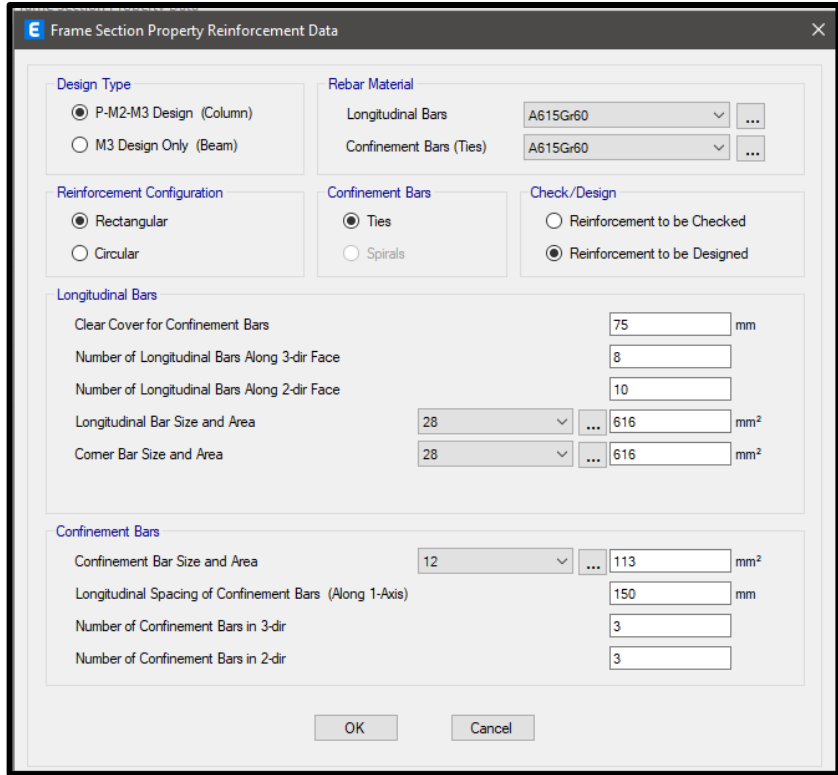 Frame Section Property Data
E Frame Section Property Reinforcement Data
Design Type
P-M2-M3 Design (Column)
M3 Design Only (Beam)
Rebar Material
Longitudinal Bars A615Gr60 ...
Confinement Bars (Ties) A615Gr60 ...
Reinforcement Configuration
Rectangular
Circular
Confinement Bars
Ties
Spirals
Check/Design
Reinforcement to be Checked
Reinforcement to be Designed
Longitudinal Bars
Clear Cover for Confinement Bars 75 mm
Number of Longitudinal Bars Along 3-dir Face 8
Number of Longitudinal Bars Along 2-dir Face 10
Longitudinal Bar Size and Area 28 ... 616 mm²
Corner Bar Size and Area 28 ... 616 mm²
Confinement Bars
Confinement Bar Size and Area 12 ... 113 mm²
Longitudinal Spacing of Confinement Bars (Along 1-Axis) 150 mm
Number of Confinement Bars in 3-dir 3
Number of Confinement Bars in 2-dir 3
OK Cancel